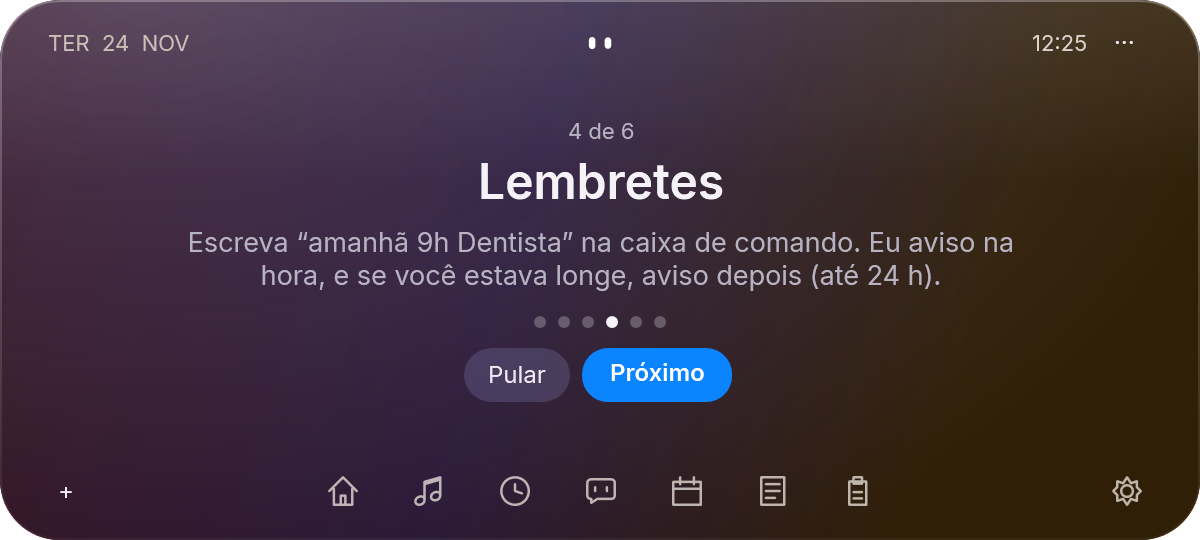 TER 24 NOV
12:25
4 de 6
Lembretes
Escreva “amanhã 9h Dentista” na caixa de comando. Eu aviso na
hora, e se você estava longe, aviso depois (até 24 h).
Pular
Próximo